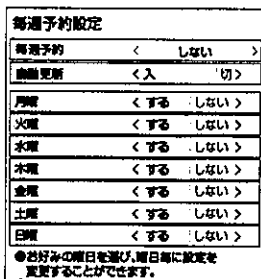 毎週予約設定
毎週予約 < しない >
自動更新 < 入 切 >
月曜 < する しない >
火曜 < する しない >
水曜 < する しない >
木曜 < する しない >
金曜 < する しない >
土曜 < する しない >
日曜 < する しない >
●お好みの曜日を選び、曜日毎に設定を
変更することができます。